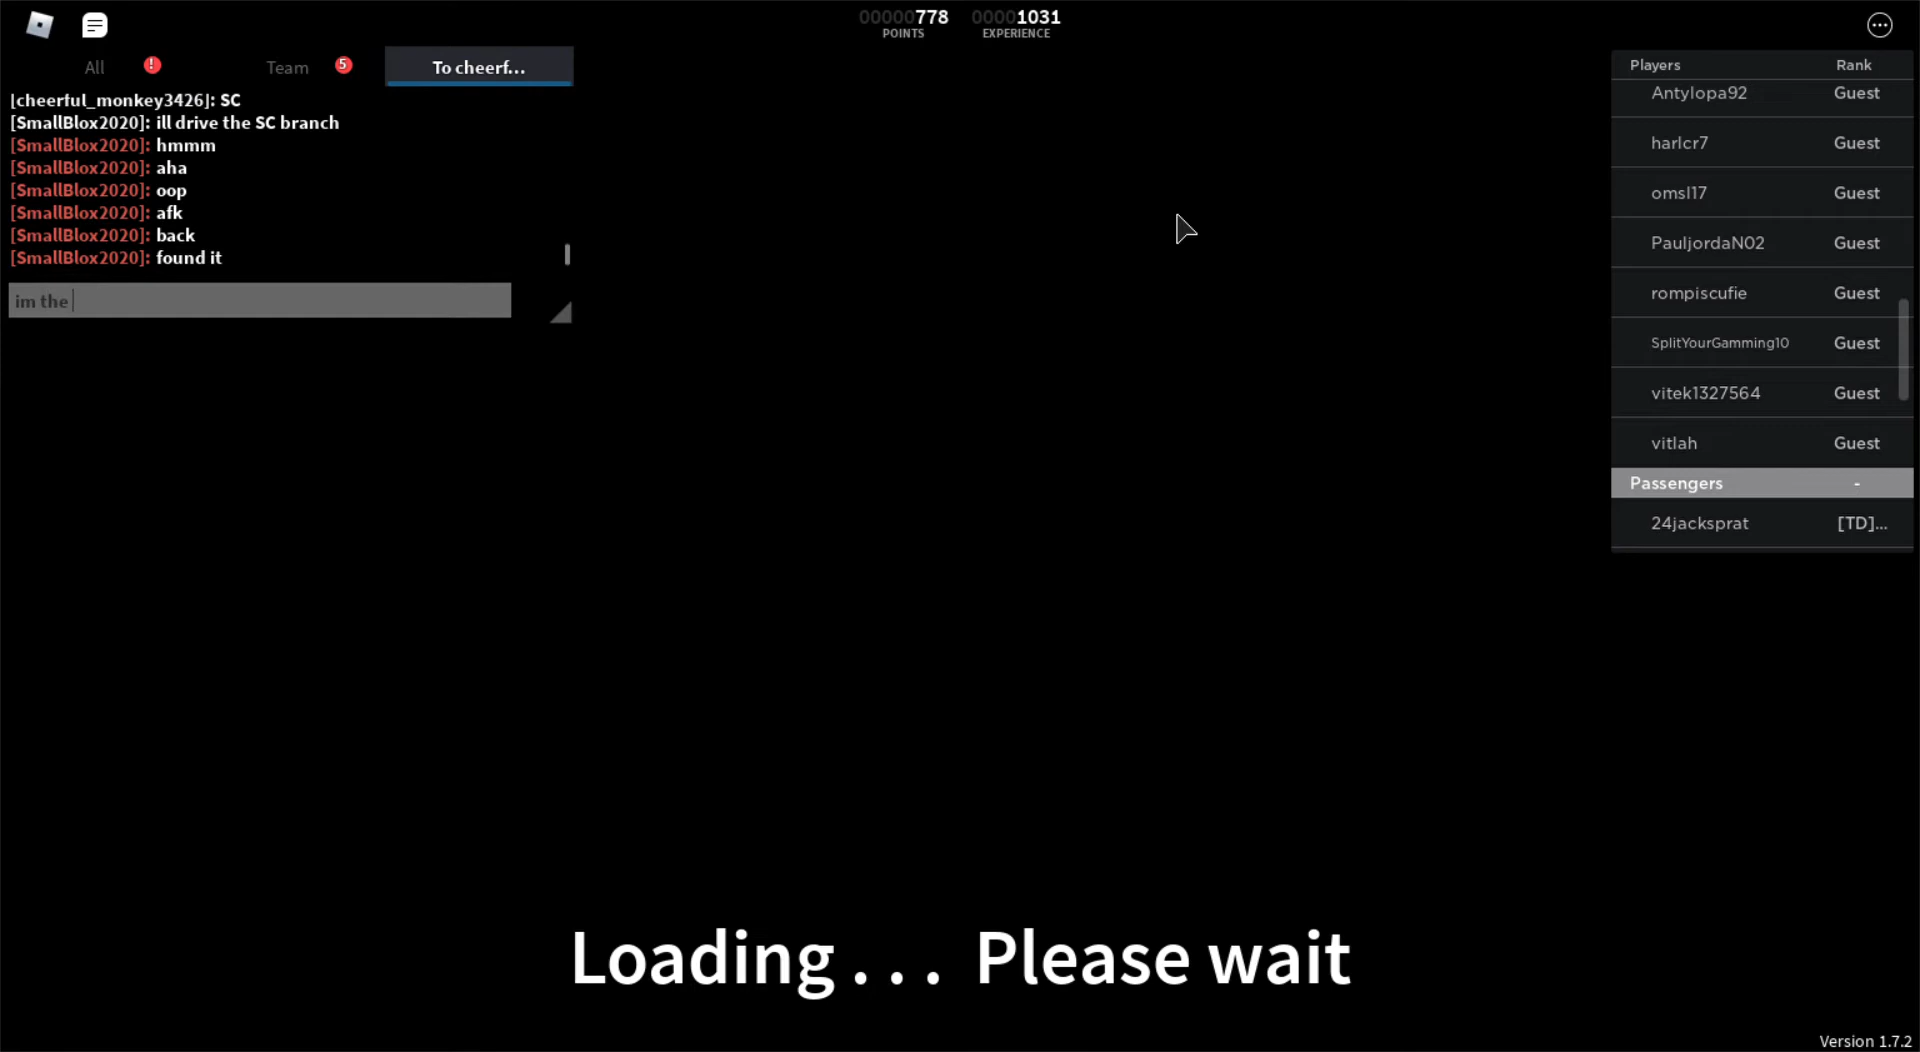 00000778 00001031
POINTS EXPERIENCE
All ! Team 5 To cheerf...
[cheerful_monkey3426]: SC
[SmallBlox2020]: ill drive the SC branch
[SmallBlox2020]: hmmm
[SmallBlox2020]: aha
[SmallBlox2020]: oop
[SmallBlox2020]: afk
[SmallBlox2020]: back
[SmallBlox2020]: found it
im the
Players Rank
Antylopa92 Guest
harlcr7 Guest
omsl17 Guest
PauljordaN02 Guest
rompiscufie Guest
SplitYourGamming10 Guest
vitek1327564 Guest
vitlah Guest
Passengers -
24jacksprat [TD]...
Loading . . . Please wait
Version 1.7.2